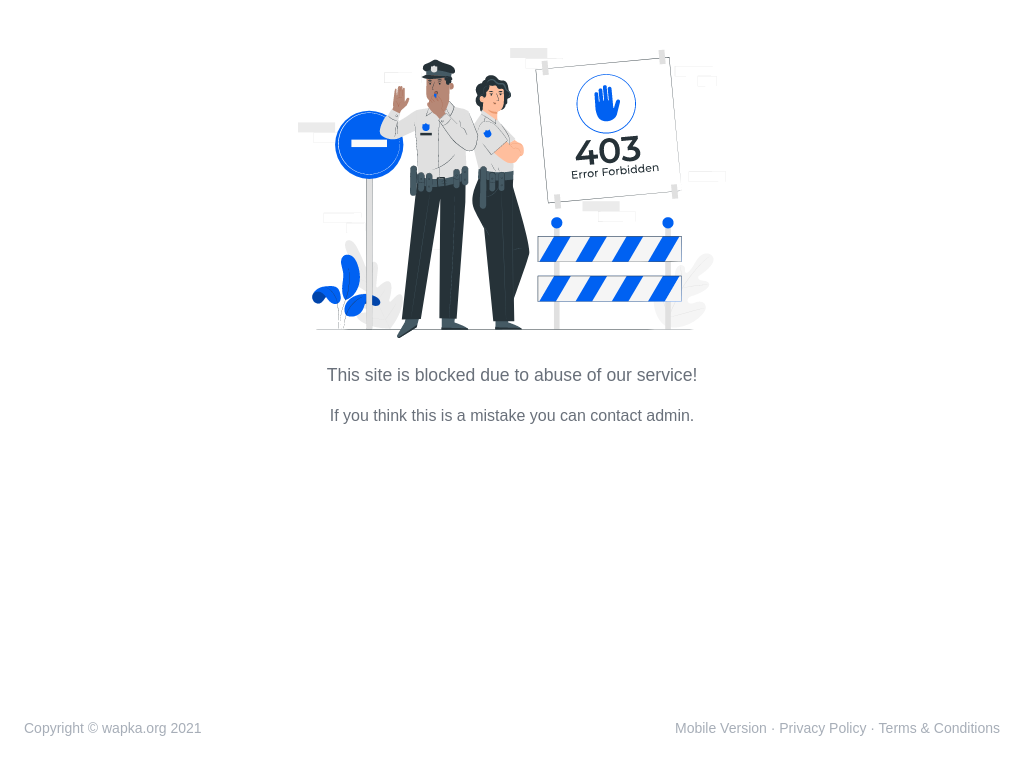 403
Error Forbidden
This site is blocked due to abuse of our service!
If you think this is a mistake you can contact admin.
Copyright © wapka.org 2021
Mobile Version · Privacy Policy · Terms & Conditions